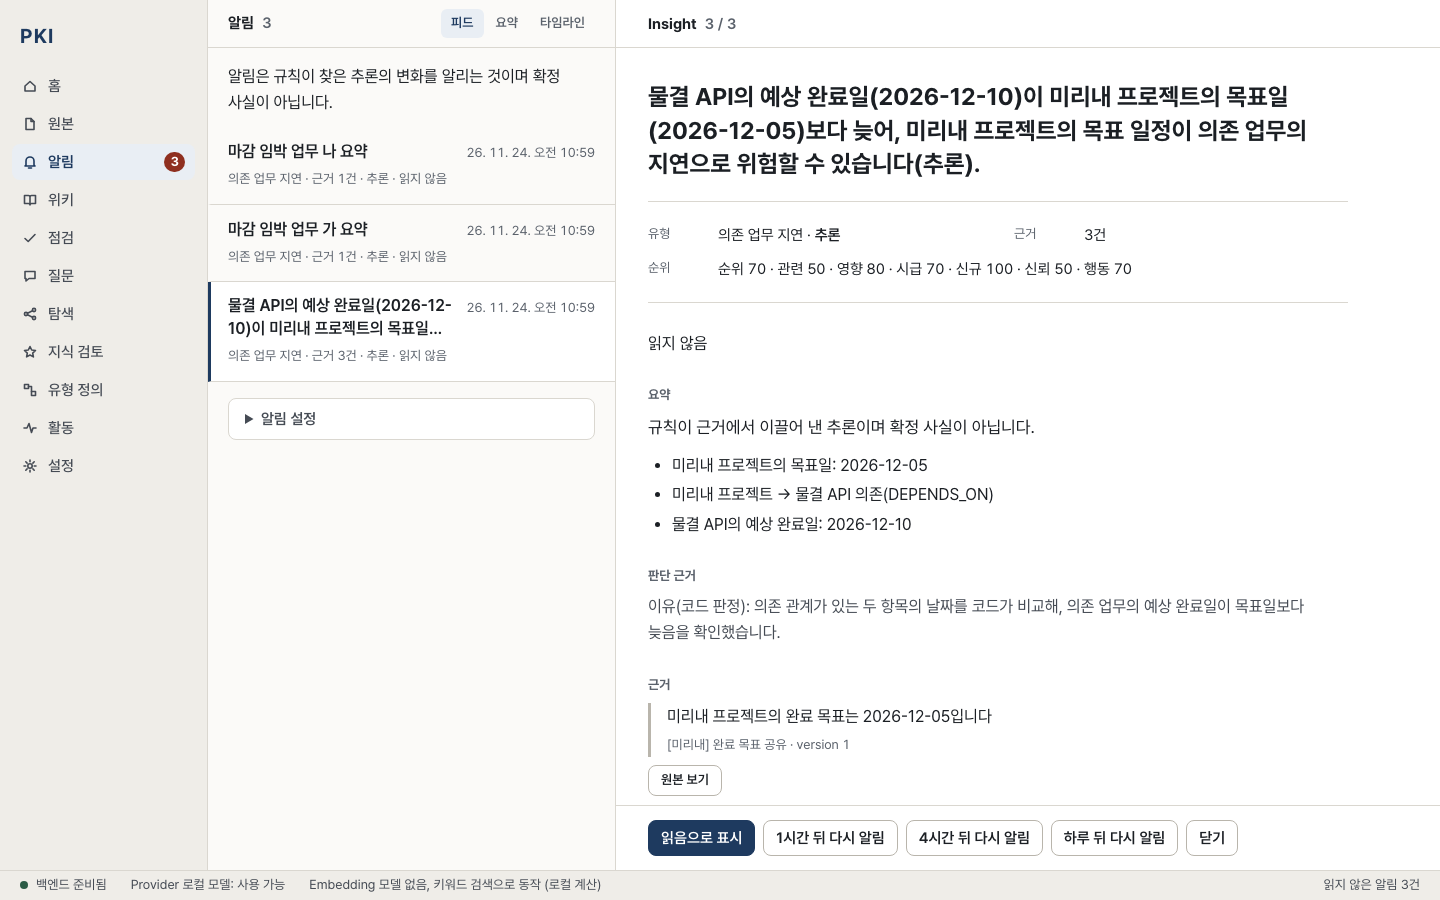 PKI
홈
원본
알림 3
위키
점검
질문
탐색
지식 검토
유형 정의
활동
설정
알림 3 피드 요약 타임라인
알림은 규칙이 찾은 추론의 변화를 알리는 것이며 확정
사실이 아닙니다.
마감 임박 업무 나 요약 26. 11. 24. 오전 10:59
의존 업무 지연 · 근거 1건 · 추론 · 읽지 않음
마감 임박 업무 가 요약 26. 11. 24. 오전 10:59
의존 업무 지연 · 근거 1건 · 추론 · 읽지 않음
물결 API의 예상 완료일(2026-12- 26. 11. 24. 오전 10:59
10)이 미리내 프로젝트의 목표일...
의존 업무 지연 · 근거 3건 · 추론 · 읽지 않음
▶ 알림 설정
Insight 3 / 3
물결 API의 예상 완료일(2026-12-10)이 미리내 프로젝트의 목표일
(2026-12-05)보다 늦어, 미리내 프로젝트의 목표 일정이 의존 업무의
지연으로 위험할 수 있습니다(추론).
유형 의존 업무 지연 · 추론 근거 3건
순위 순위 70 · 관련 50 · 영향 80 · 시급 70 · 신규 100 · 신뢰 50 · 행동 70
읽지 않음
요약
규칙이 근거에서 이끌어 낸 추론이며 확정 사실이 아닙니다.
• 미리내 프로젝트의 목표일: 2026-12-05
• 미리내 프로젝트 → 물결 API 의존(DEPENDS_ON)
• 물결 API의 예상 완료일: 2026-12-10
판단 근거
이유(코드 판정): 의존 관계가 있는 두 항목의 날짜를 코드가 비교해, 의존 업무의 예상 완료일이 목표일보다
늦음을 확인했습니다.
근거
미리내 프로젝트의 완료 목표는 2026-12-05입니다
[미리내] 완료 목표 공유 · version 1
원본 보기
읽음으로 표시 1시간 뒤 다시 알림 4시간 뒤 다시 알림 하루 뒤 다시 알림 닫기
백엔드 준비됨 Provider 로컬 모델: 사용 가능 Embedding 모델 없음, 키워드 검색으로 동작 (로컬 계산) 읽지 않은 알림 3건